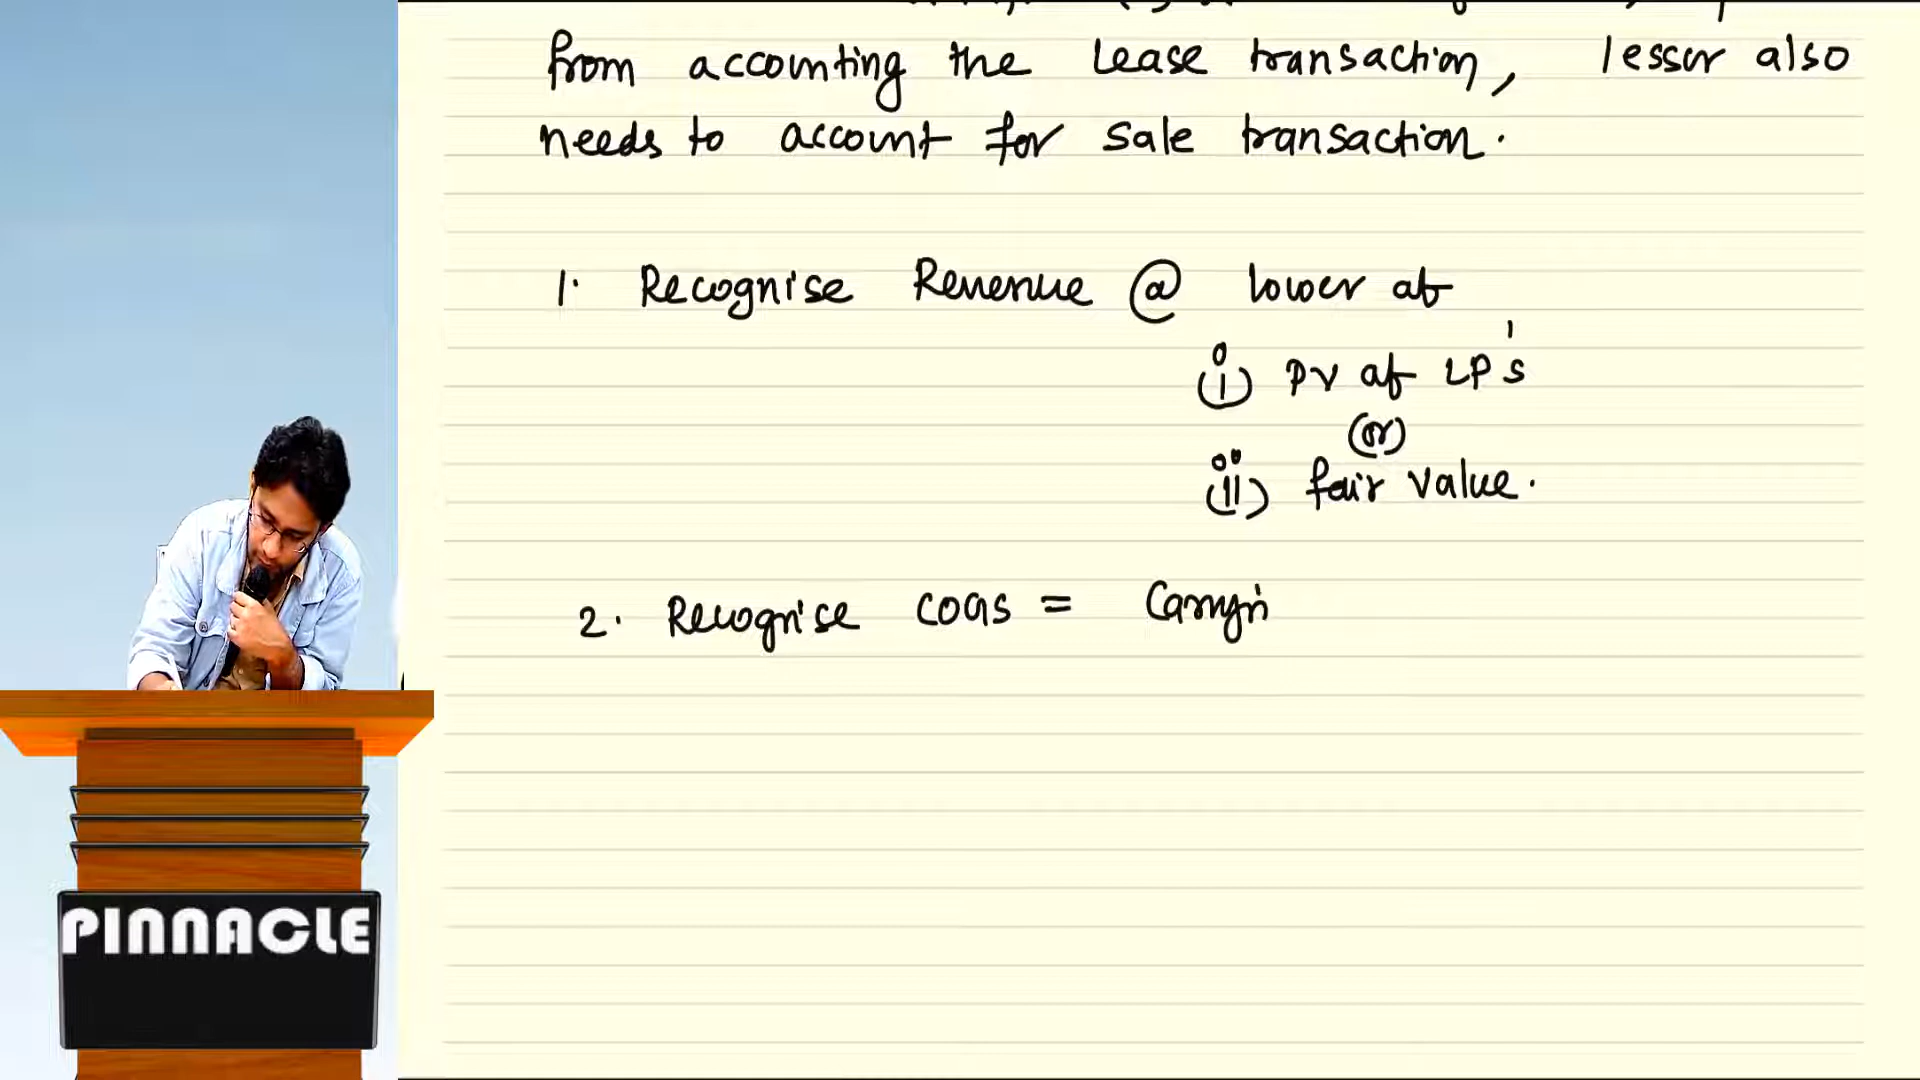 from accounting the Lease transaction, lessor also
needs to account for sale transaction.
1. Recognise Revenue @ lower of
(i) PV of LP's
(or)
(ii) fair value.
2. Recognise COGS = Carryin
PINNACLE